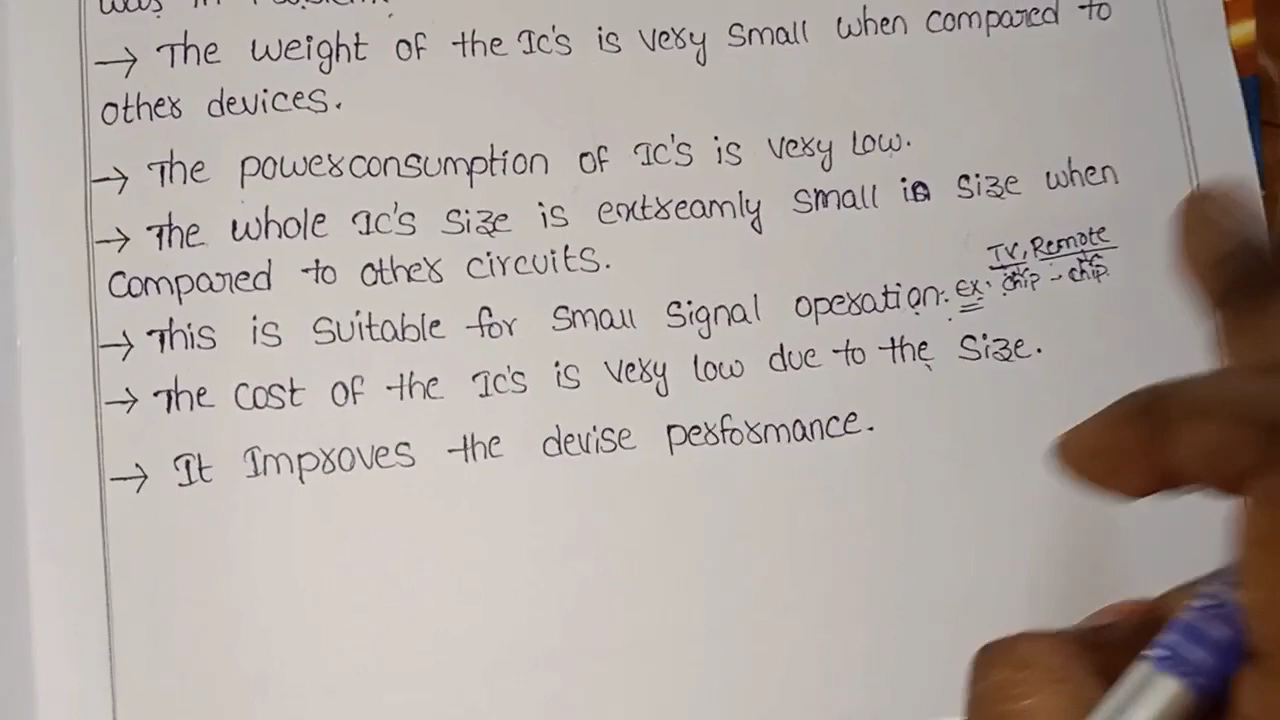 → The weight of the Ic's is very small when compared to
other devices.
→ The powerconsumption of Ic's is very low.
→ The whole Ic's size is extreamly small in size when
compared to other circuits.
TV, Remote
→ This is suitable for small signal operation. Ex. chip - chip.
→ The cost of the Ic's is very low due to the size.
→ It Improves the devise performance.